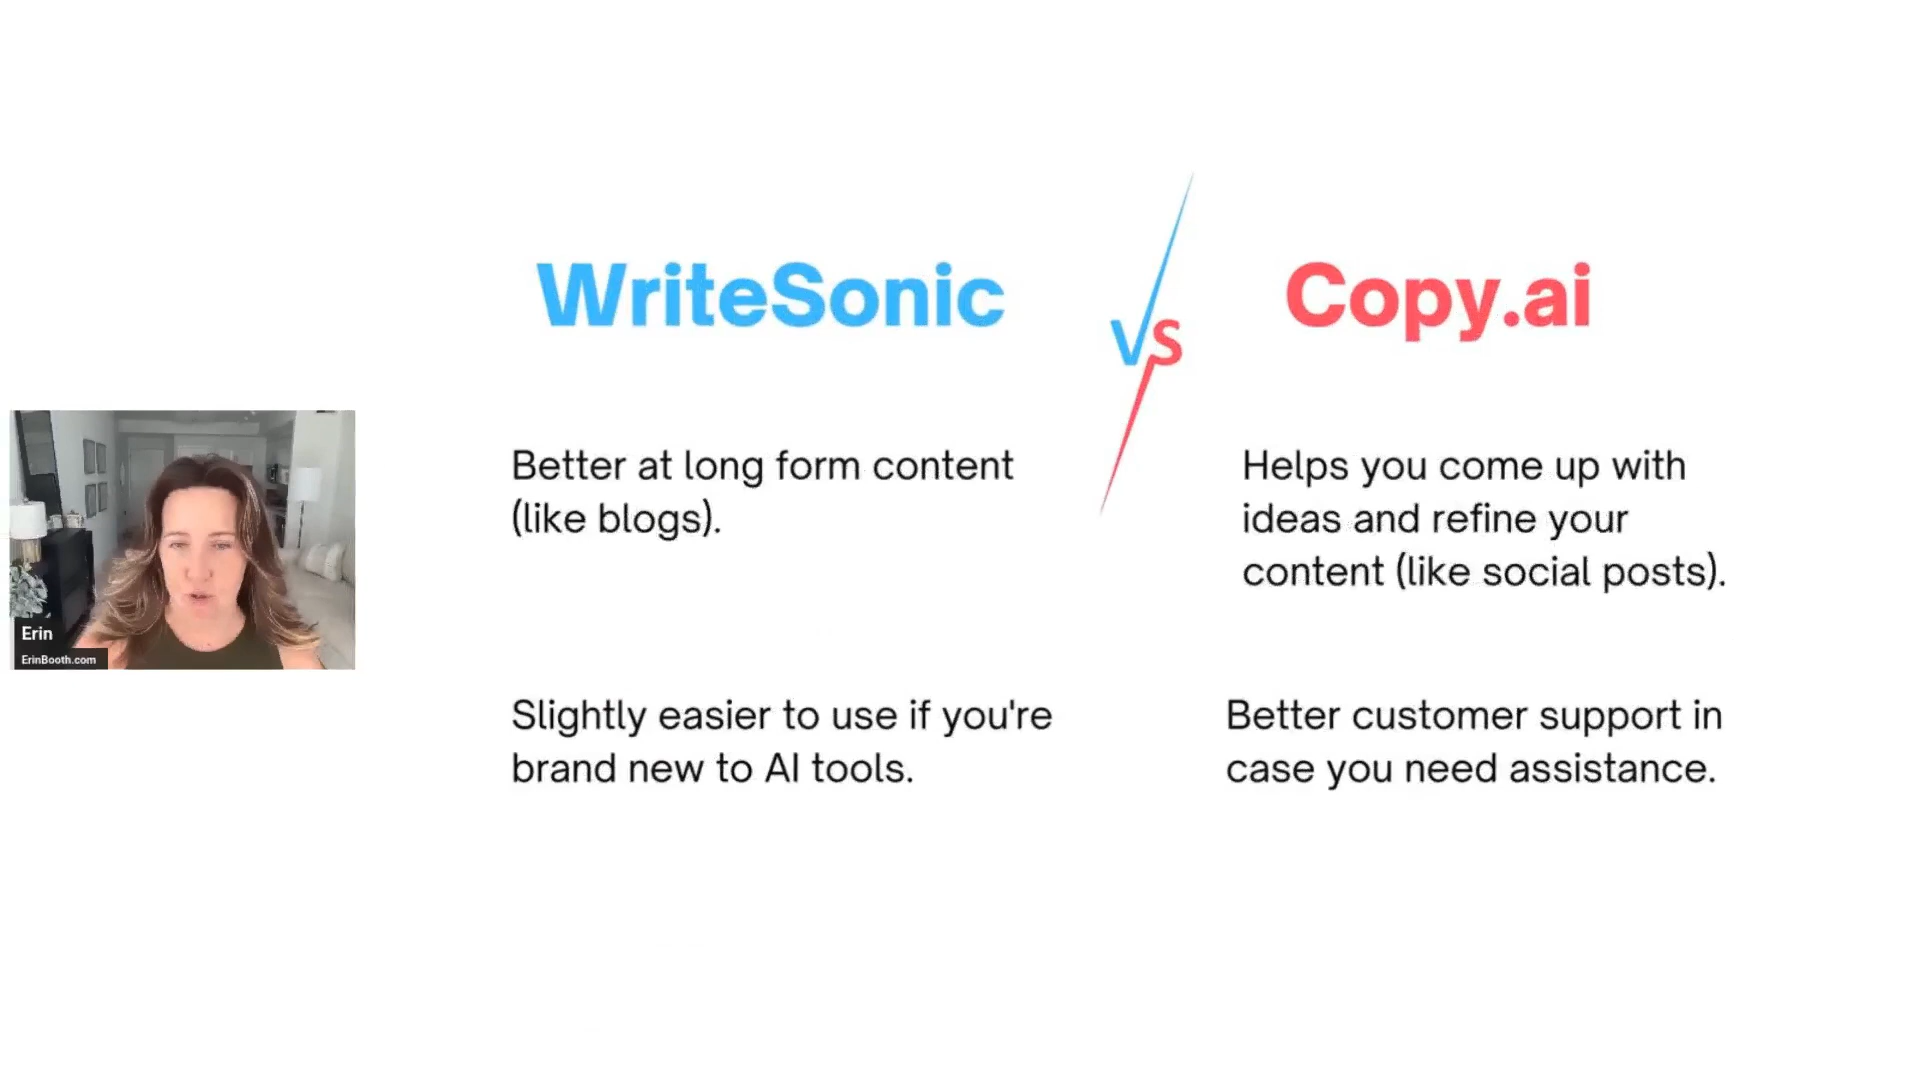 WriteSonic
VS
Copy.ai
Better at long form content
(like blogs).
Helps you come up with
ideas and refine your
content (like social posts).
Erin
ErinBooth.com
Slightly easier to use if you're
brand new to AI tools.
Better customer support in
case you need assistance.